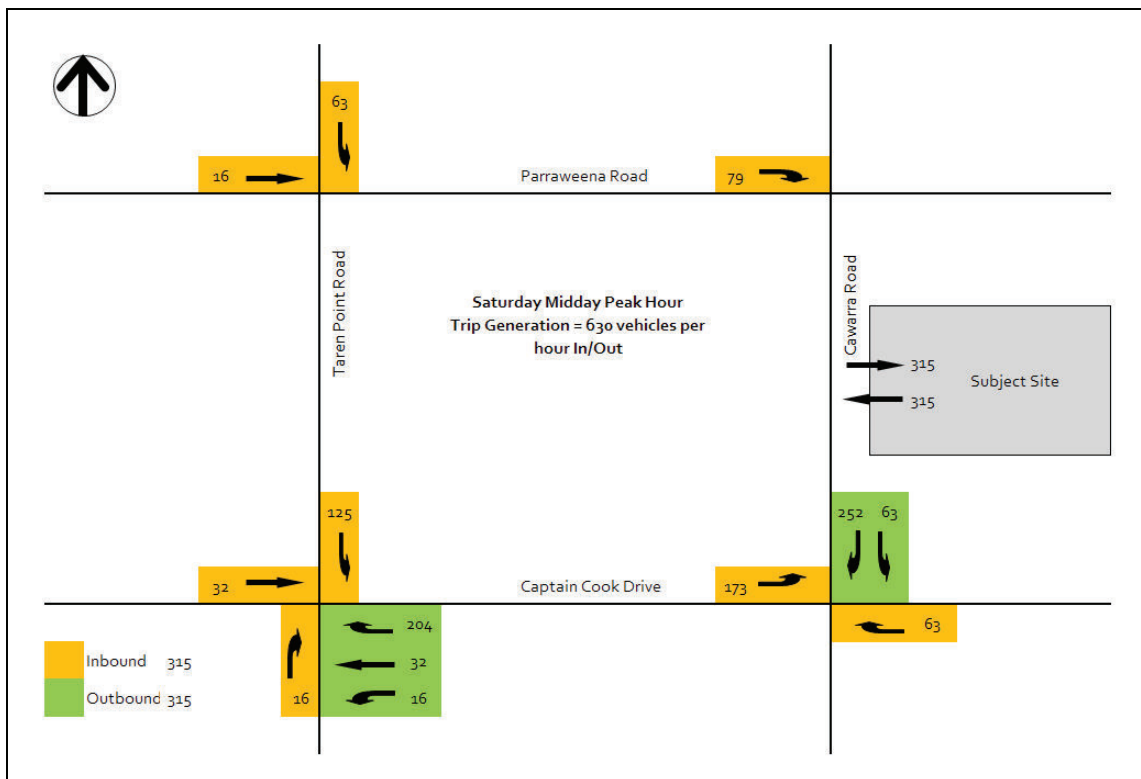 63
16
Parraweena Road
79
Taren Point Road
Cawarra Road
Saturday Midday Peak Hour
Trip Generation = 630 vehicles per
hour In/Out
315
315
Subject Site
125
252 63
32
Captain Cook Drive
173
204
63
32
16
16
Inbound 315
Outbound 315